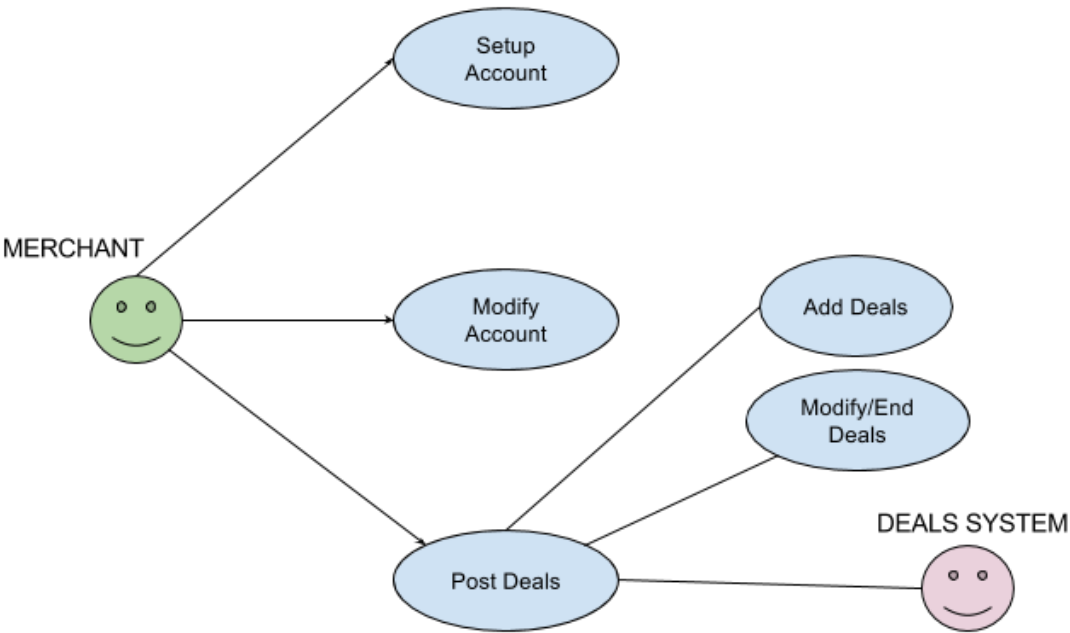 Setup
Account
MERCHANT
Modify
Account
Add Deals
Modify/End
Deals
DEALS SYSTEM
Post Deals